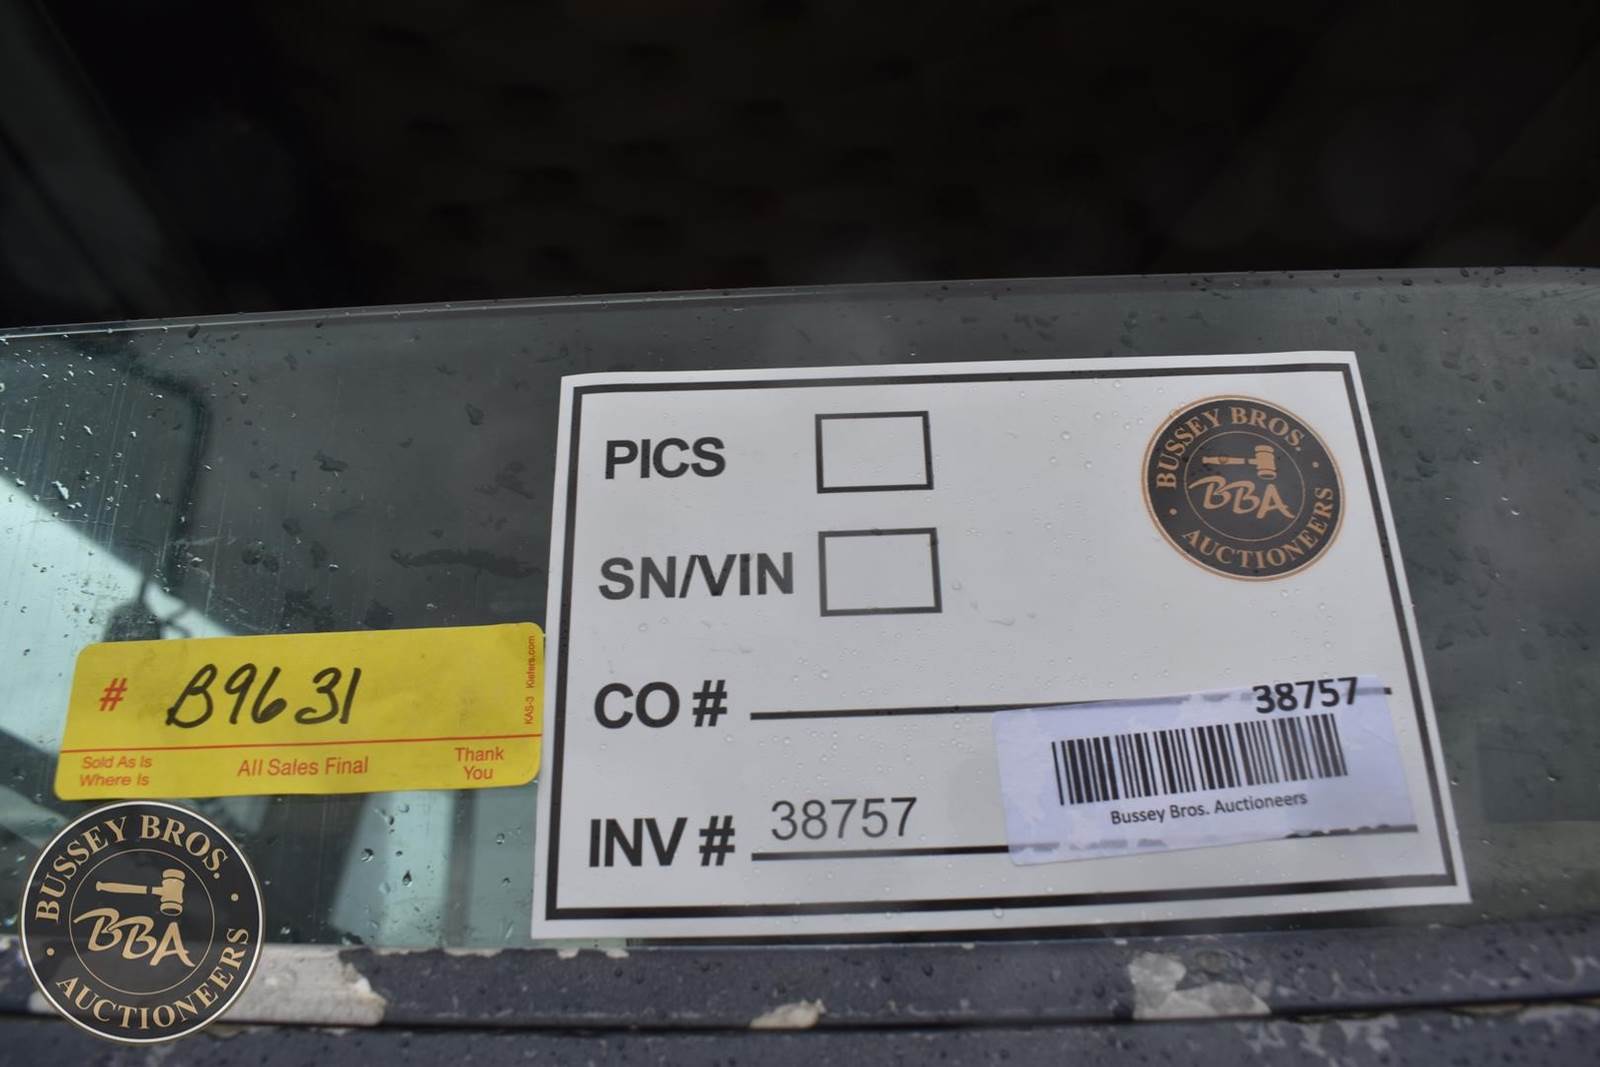 PICS
BUSSEY BROS.
BBA
AUCTIONEERS
SN/VIN
CO #
38757
Bussey Bros. Auctioneers
INV # 38757
# B9631
KAS-3 Kiefers.com
Sold As Is
Where Is
All Sales Final
Thank
You
BUSSEY BROS.
BBA
AUCTIONEERS